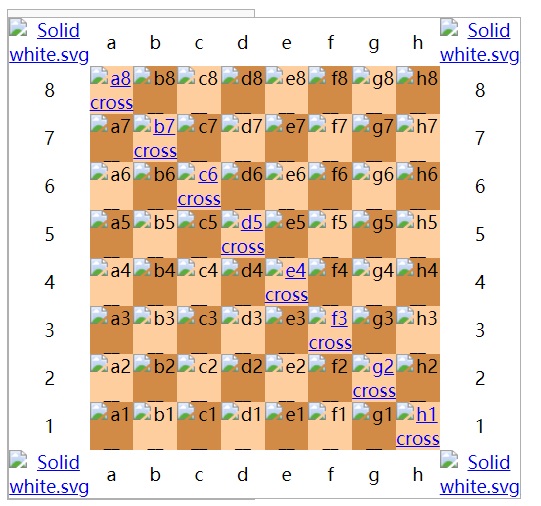 Solid a b c d e f g h Solid
white.svg white.svg
8 a8 b8 c8 d8 e8 f8 g8 h8 8
cross
7 a7 b7 c7 d7 e7 f7 g7 h7 7
cross
6 a6 b6 c6 d6 e6 f6 g6 h6 6
cross
5 a5 b5 c5 d5 e5 f5 g5 h5 5
cross
4 a4 b4 c4 d4 e4 f4 g4 h4 4
cross
3 a3 b3 c3 d3 e3 f3 g3 h3 3
cross
2 a2 b2 c2 d2 e2 f2 g2 h2 2
cross
1 a1 b1 c1 d1 e1 f1 g1 h1 1
cross
Solid a b c d e f g h Solid
white.svg white.svg